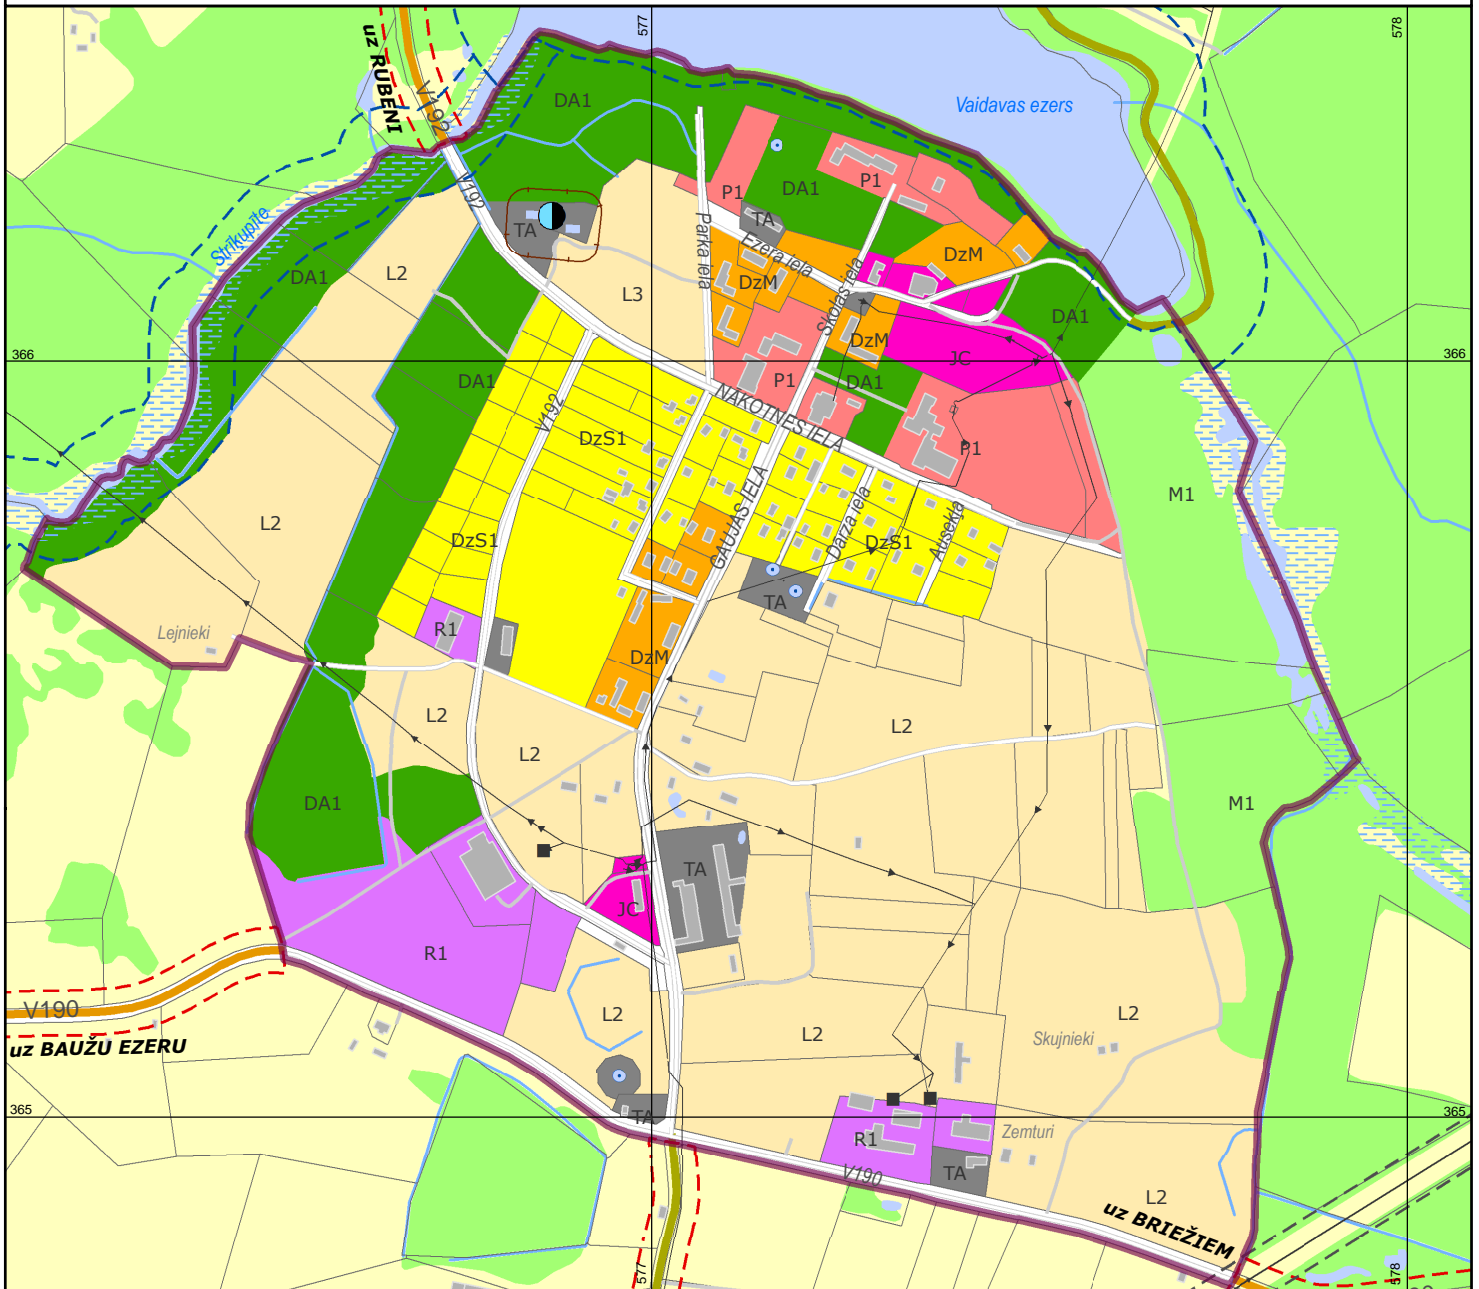 577
578
uz RUBEŅI
V192
DA1
Vaidavas ezers
P1
DA1
P1
V192
TA
TA
Parka iela
Ezera iela
Strīkupīte
DA1
L2
L3
DzM
DzM
Skolas iela
DA1
366
366
DzM
JC
DA1
P1
DA1
NĀKOTNES IELA
V192
DzS1
P1
M1
L2
DzS1
GAUJAS IELA
Dārza iela
DzS1
Ausekļa
TA
Lejnieki
R1
DzM
L2
L2
L2
DA1
M1
TA
JC
R1
V190
L2
L2
L2
Skujnieki
uz BAUŽU EZERU
365
365
TA
R1
Zemturi
TA
V190
L2
uz BRIEŽIEM
577
578